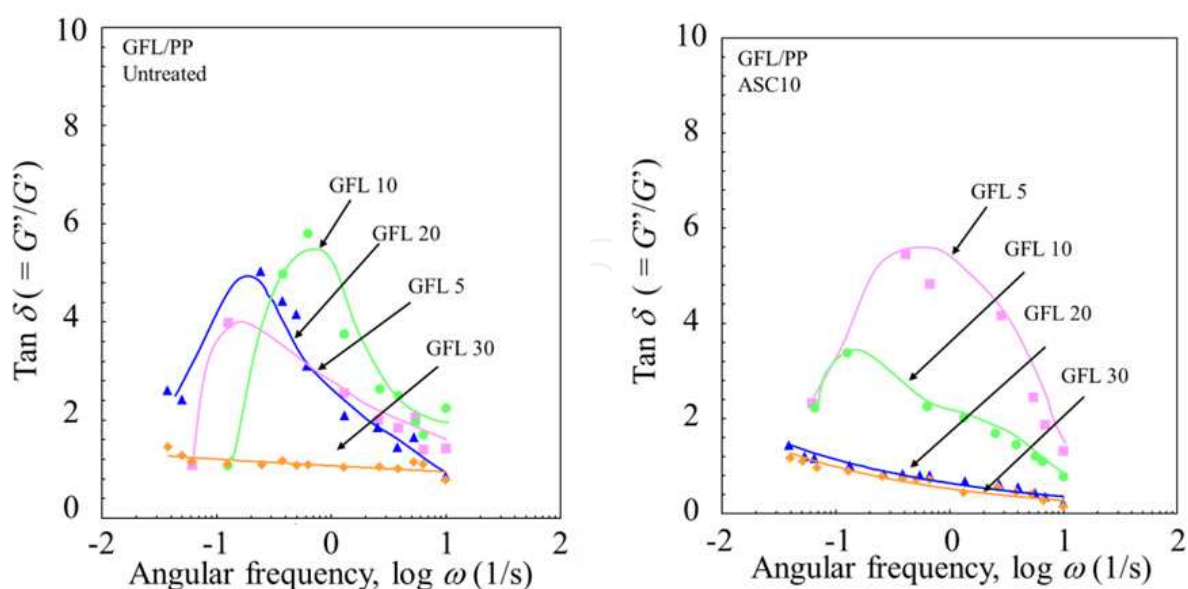 GFL/PP
Untreated
10
8
6
4
2
0
Tan δ ( = G”/G’)
GFL 10
GFL 20
GFL 5
GFL 30
-2
-1
0
1
2
Angular frequency, log ω (1/s)
GFL/PP
ASC10
10
8
6
4
2
0
Tan δ ( = G”/G’)
GFL 5
GFL 10
GFL 20
GFL 30
-2
-1
0
1
2
Angular frequency, log ω (1/s)